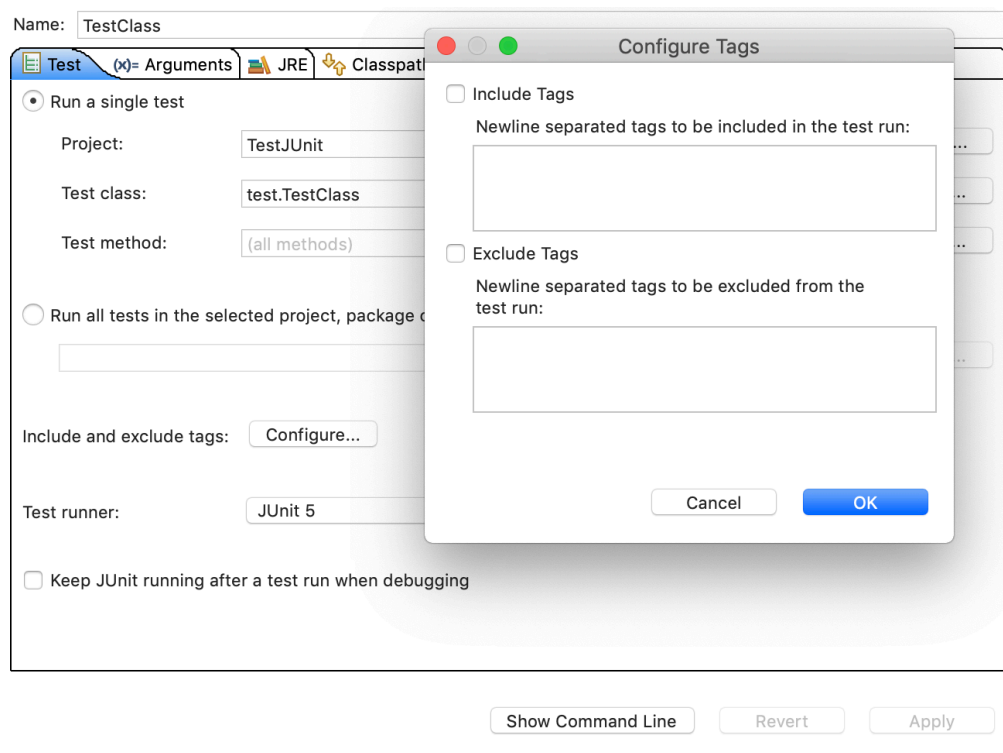 Name: TestClass
Test (x)= Arguments JRE Classpath
Run a single test
Project: TestJUnit ...
Test class: test.TestClass ...
Test method: (all methods) ...
Run all tests in the selected project, package
...
Include and exclude tags: Configure...
Test runner: JUnit 5
Keep JUnit running after a test run when debugging
Show Command Line Revert Apply
Configure Tags
Include Tags
Newline separated tags to be included in the test run:
Exclude Tags
Newline separated tags to be excluded from the
test run:
Cancel OK